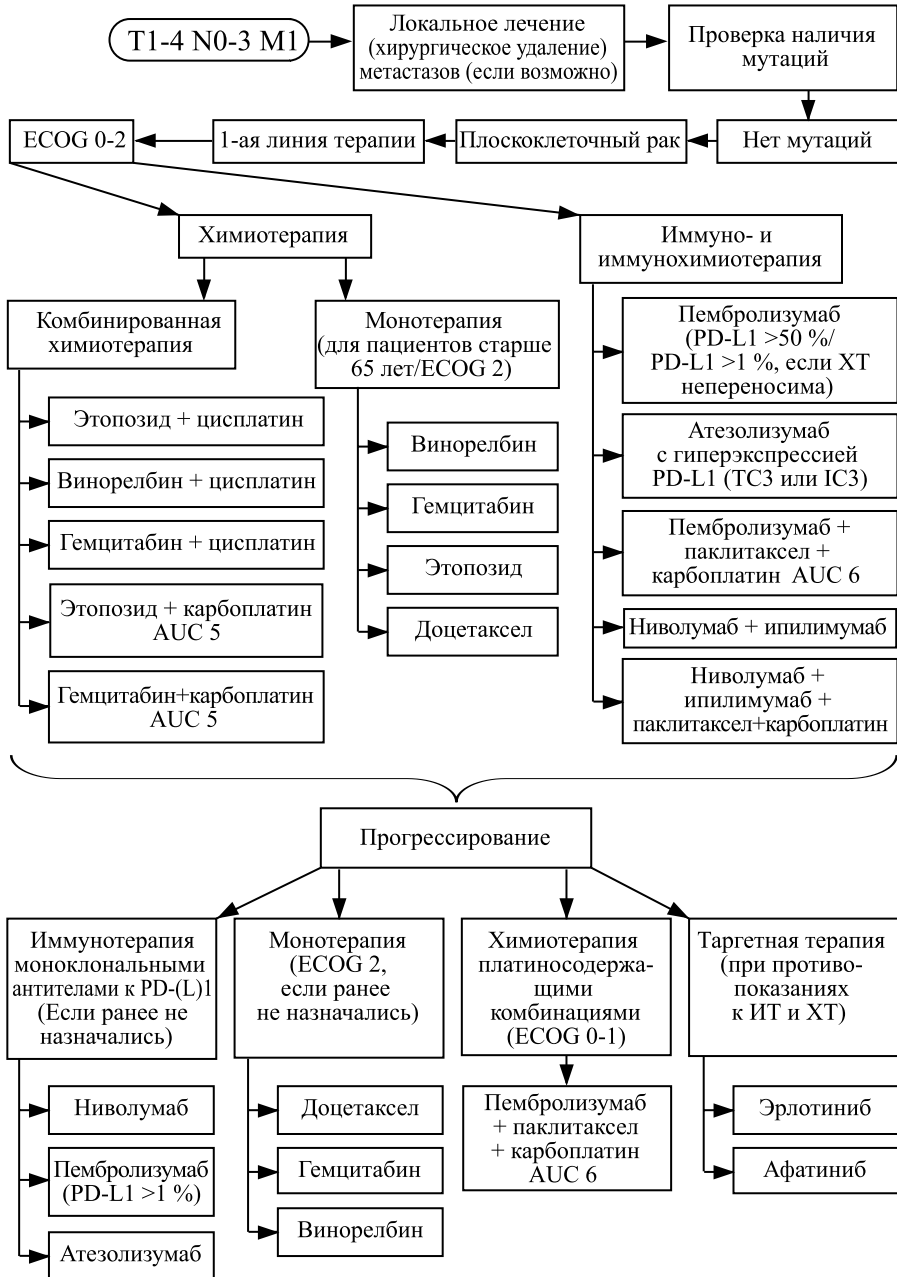 T1-4 N0-3 M1
Локальное лечение
(хирургическое удаление)
метастазов (если возможно)
Проверка наличия
мутаций
Нет мутаций
Плоскоклеточный рак
1-ая линия терапии
ECOG 0-2
Химиотерапия
Иммуно- и
иммунохимиотерапия
Комбинированная
химиотерапия
Этопозид + цисплатин
Винорелбин + цисплатин
Гемцитабин + цисплатин
Этопозид + карбоплатин
AUC 5
Гемцитабин+карбоплатин
AUC 5
Монотерапия
(для пациентов старше
65 лет/ECOG 2)
Винорелбин
Гемцитабин
Этопозид
Доцетаксел
Пембролизумаб
(PD-L1 >50 %/
PD-L1 >1 %, если ХТ
непереносима)
Атезолизумаб
с гиперэкспрессией
PD-L1 (TC3 или IC3)
Пембролизумаб +
паклитаксел +
карбоплатин AUC 6
Ниволумаб + ипилимумаб
Ниволумаб +
ипилимумаб +
паклитаксел+карбоплатин
Прогрессирование
Иммунотерапия
моноклональными
антителами к PD-(L)1
(Если ранее не
назначались)
Ниволумаб
Пембролизумаб
(PD-L1 >1 %)
Атезолизумаб
Монотерапия
(ECOG 2,
если ранее
не назначались)
Доцетаксел
Гемцитабин
Винорелбин
Химиотерапия
платиносодержа-
щими
комбинациями
(ECOG 0-1)
Пембролизумаб
+ паклитаксел
+ карбоплатин
AUC 6
Таргетная терапия
(при противо-
показаниях
к ИТ и ХТ)
Эрлотиниб
Афатиниб